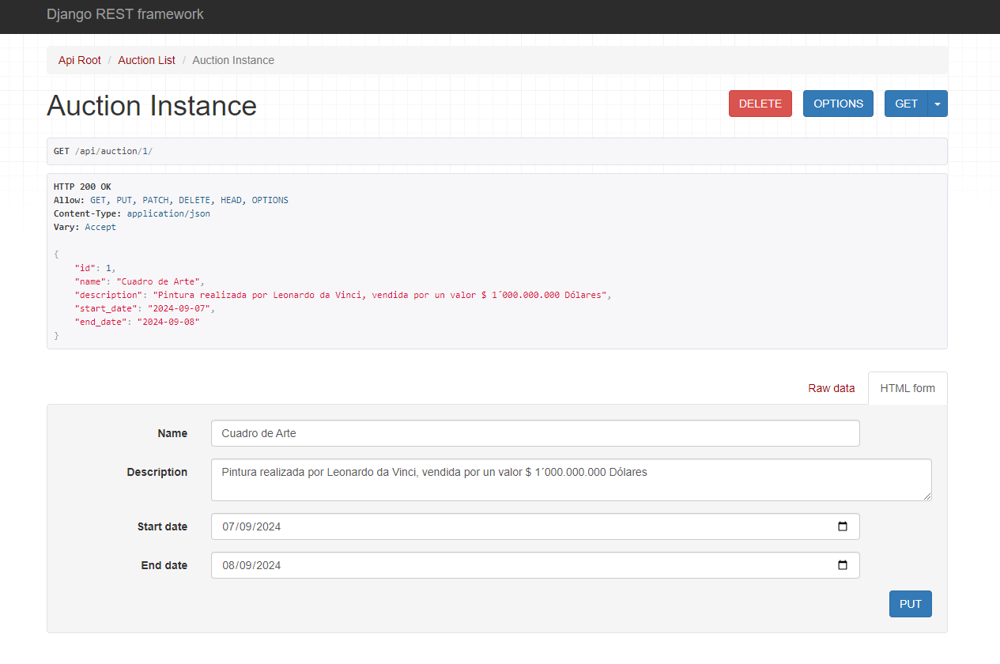 Django REST framework
Api Root / Auction List / Auction Instance
Auction Instance
DELETE
OPTIONS
GET
GET /api/auction/1/
HTTP 200 OK
Allow: GET, PUT, PATCH, DELETE, HEAD, OPTIONS
Content-Type: application/json
Vary: Accept
{
"id": 1,
"name": "Cuadro de Arte",
"description": "Pintura realizada por Leonardo da Vinci, vendida por un valor $ 1´000.000.000 Dólares",
"start_date": "2024-09-07",
"end_date": "2024-09-08"
}
Raw data
HTML form
Name
Cuadro de Arte
Description
Pintura realizada por Leonardo da Vinci, vendida por un valor $ 1´000.000.000 Dólares
Start date
07/09/2024
End date
08/09/2024
PUT